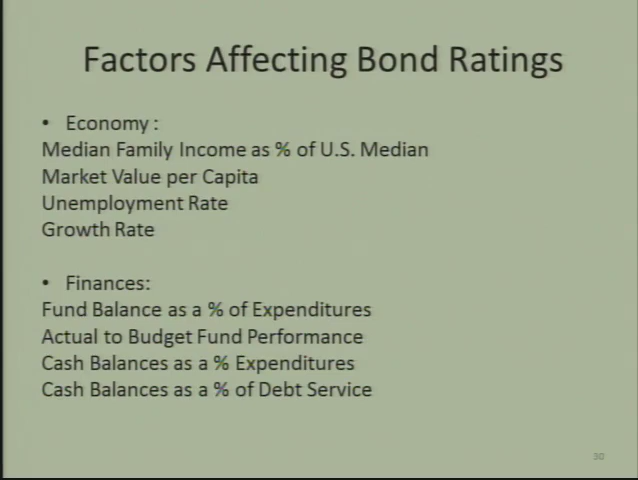 Factors Affecting Bond Ratings
• Economy :
Median Family Income as % of U.S. Median
Market Value per Capita
Unemployment Rate
Growth Rate
• Finances:
Fund Balance as a % of Expenditures
Actual to Budget Fund Performance
Cash Balances as a % Expenditures
Cash Balances as a % of Debt Service
30